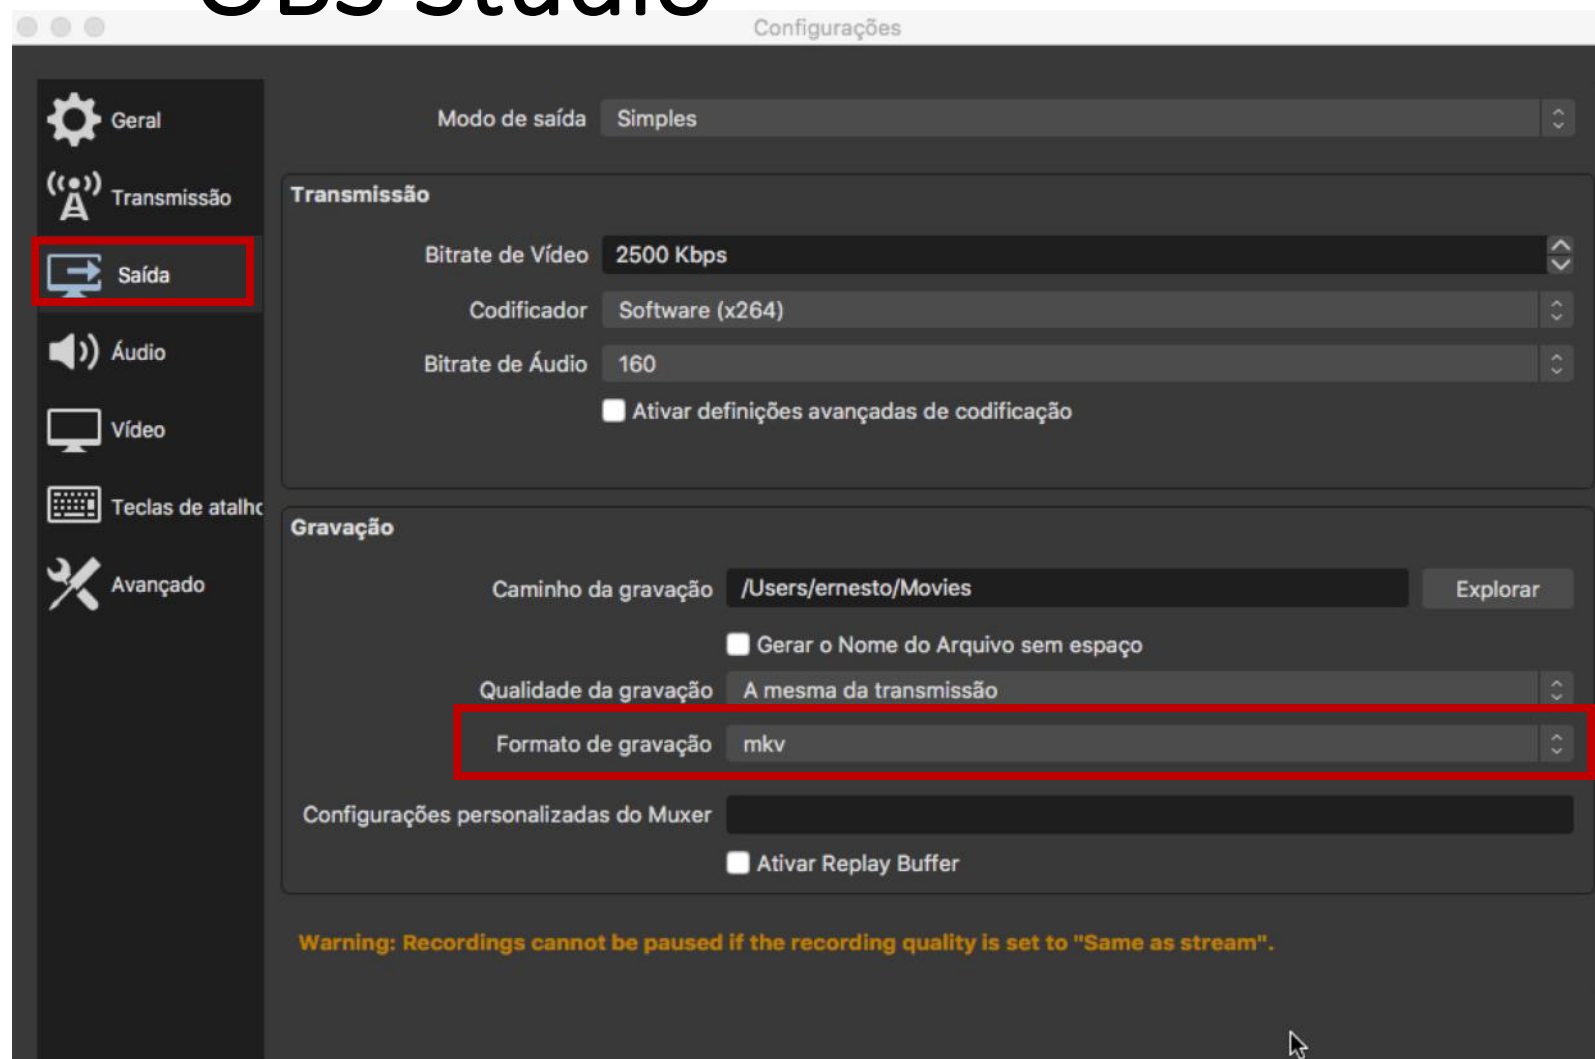 OBS Studio
Configurações
Geral
Transmissão
Saída
Áudio
Vídeo
Teclas de atalho
Avançado
Modo de saída Simples
Transmissão
Bitrate de Vídeo 2500 Kbps
Codificador Software (x264)
Bitrate de Áudio 160
Ativar definições avançadas de codificação
Gravação
Caminho da gravação /Users/ernesto/Movies Explorar
Gerar o Nome do Arquivo sem espaço
Qualidade da gravação A mesma da transmissão
Formato de gravação mkv
Configurações personalizadas do Muxer
Ativar Replay Buffer
Warning: Recordings cannot be paused if the recording quality is set to "Same as stream".